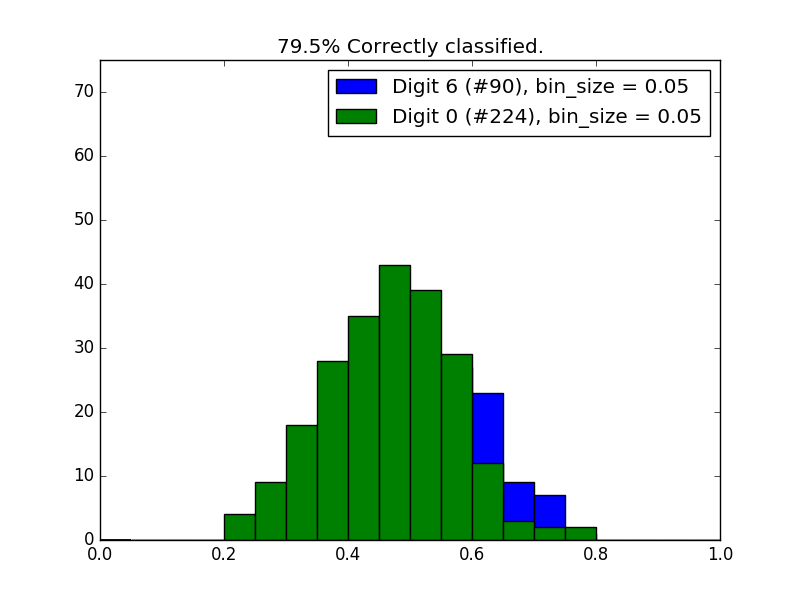 79.5% Correctly classified.
Digit 6 (#90), bin_size = 0.05
Digit 0 (#224), bin_size = 0.05
70
60
50
40
30
20
10
0
0.0 0.2 0.4 0.6 0.8 1.0